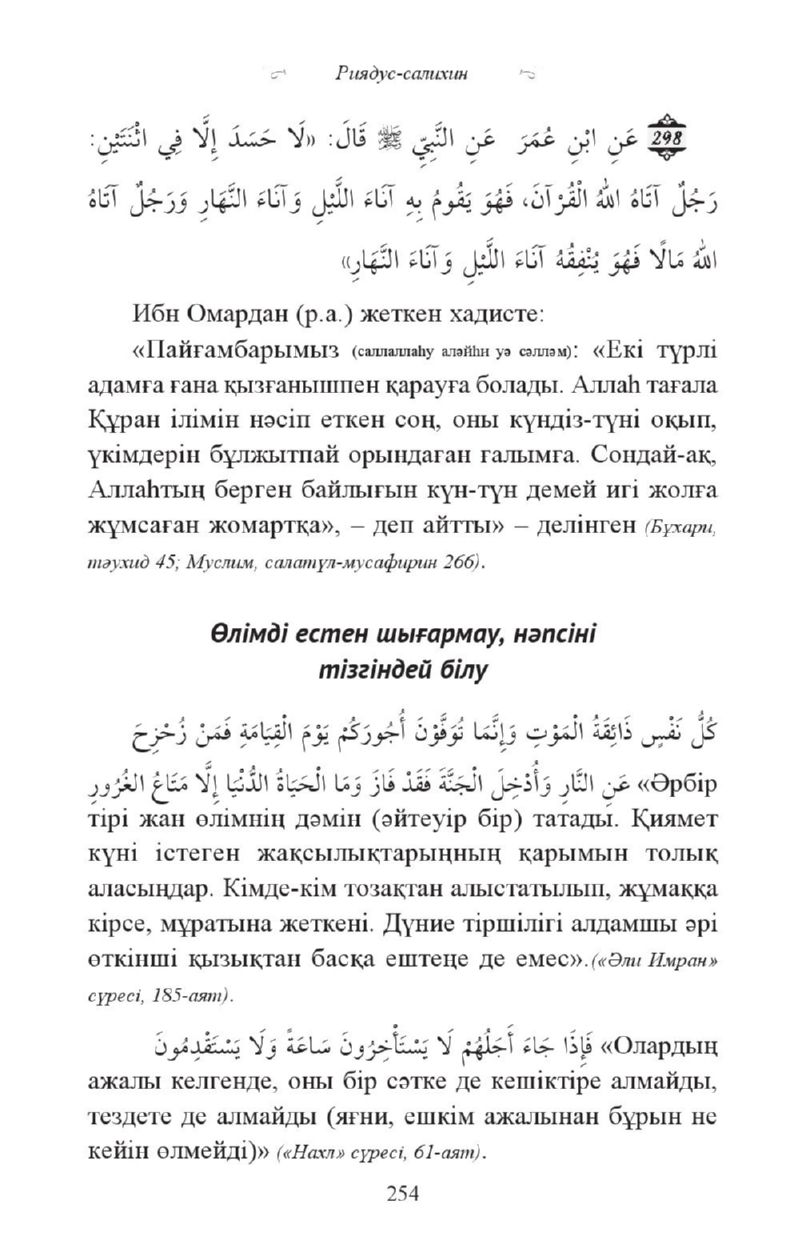 Риядус-салихин
298 عَنِ ابْنِ عُمَرَ عَنِ النَّبِيِّ ﷺ قَالَ: «لَا حَسَدَ إِلَّا فِي اثْنَتَيْنِ:
رَجُلٌ آتَاهُ اللهُ الْقُرْآنَ، فَهُوَ يَقُومُ بِهِ آنَاءَ اللَّيْلِ وَآنَاءَ النَّهَارِ وَرَجُلٌ آتَاهُ
اللهُ مَالًا فَهُوَ يُنْفِقُهُ آنَاءَ اللَّيْلِ وَآنَاءَ النَّهَارِ»
Ибн Омардан (р.а.) жеткен хадисте:
«Пайғамбарымыз (саллаллаһу аләйһи уә сәлләм): «Екі түрлі
адамға ғана қызғанышпен қарауға болады. Аллаһ тағала
Құран ілімін нәсіп еткен соң, оны күндіз-түні оқып,
үкімдерін бұлжытпай орындаған ғалымға. Сондай-ақ,
Аллаһтың берген байлығын күн-түн демей игі жолға
жұмсаған жомартқа», – деп айтты» – делінген (Бұхари,
тәухид 45; Муслим, салатұл-мусафирин 266).
Өлімді естен шығармау, нәпсіні
тізгіндей білу
كُلُّ نَفْسٍ ذَائِقَةُ الْمَوْتِ وَإِنَّمَا تُوَفَّوْنَ أُجُورَكُمْ يَوْمَ الْقِيَامَةِ فَمَنْ زُحْزِحَ
عَنِ النَّارِ وَأُدْخِلَ الْجَنَّةَ فَقَدْ فَازَ وَمَا الْحَيَاةُ الدُّنْيَا إِلَّا مَتَاعُ الْغُرُورِ «Әрбір
тірі жан өлімнің дәмін (әйтеуір бір) татады. Қиямет
күні істеген жақсылықтарыңның қарымын толық
аласыңдар. Кімде-кім тозақтан алыстатылып, жұмаққа
кірсе, мұратына жеткені. Дүние тіршілігі алдамшы әрі
өткінші қызықтан басқа ештеңе де емес».(«Әли Имран»
сүресі, 185-аят).
فَإِذَا جَاءَ أَجَلُهُمْ لَا يَسْتَأْخِرُونَ سَاعَةً وَلَا يَسْتَقْدِمُونَ «Олардың
ажалы келгенде, оны бір сәтке де кешіктіре алмайды,
тездете де алмайды (яғни, ешкім ажалынан бұрын не
кейін өлмейді)» («Нахл» сүресі, 61-аят).
254